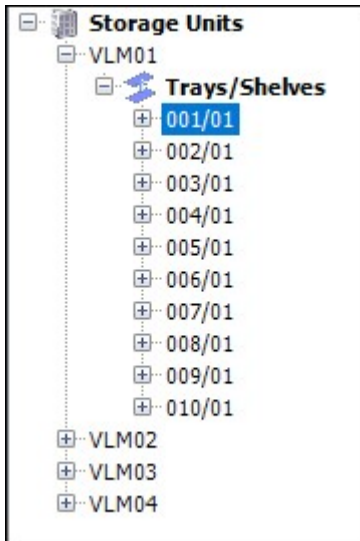 Storage Units
VLM01
Trays/Shelves
001/01
002/01
003/01
004/01
005/01
006/01
007/01
008/01
009/01
010/01
VLM02
VLM03
VLM04